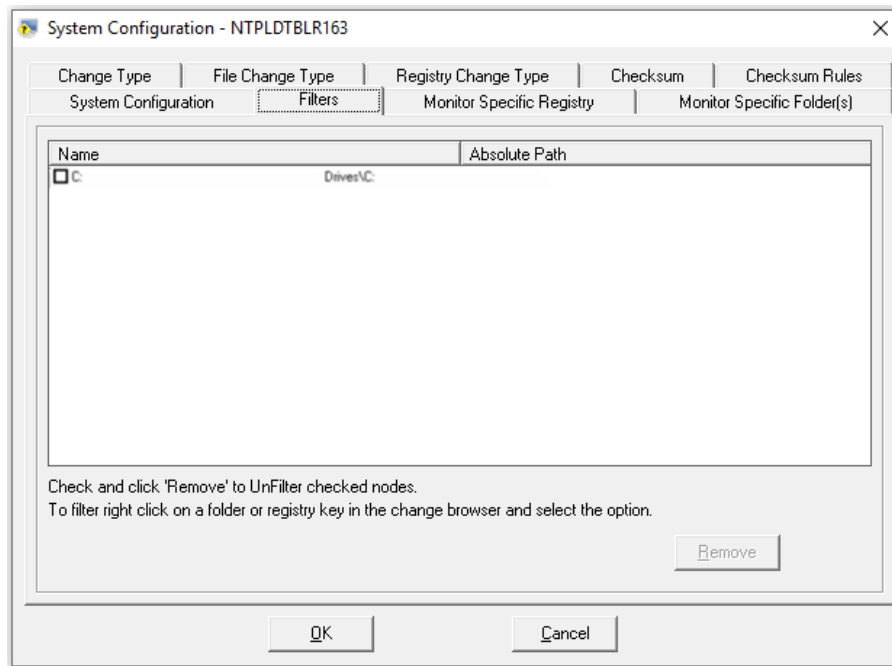 System Configuration - NTPLDTBLR163
Change Type File Change Type Registry Change Type Checksum Checksum Rules
System Configuration Filters Monitor Specific Registry Monitor Specific Folder(s)
Name Absolute Path
C: Drives\C:
Check and click 'Remove' to UnFilter checked nodes.
To filter right click on a folder or registry key in the change browser and select the option.
Remove
OK Cancel